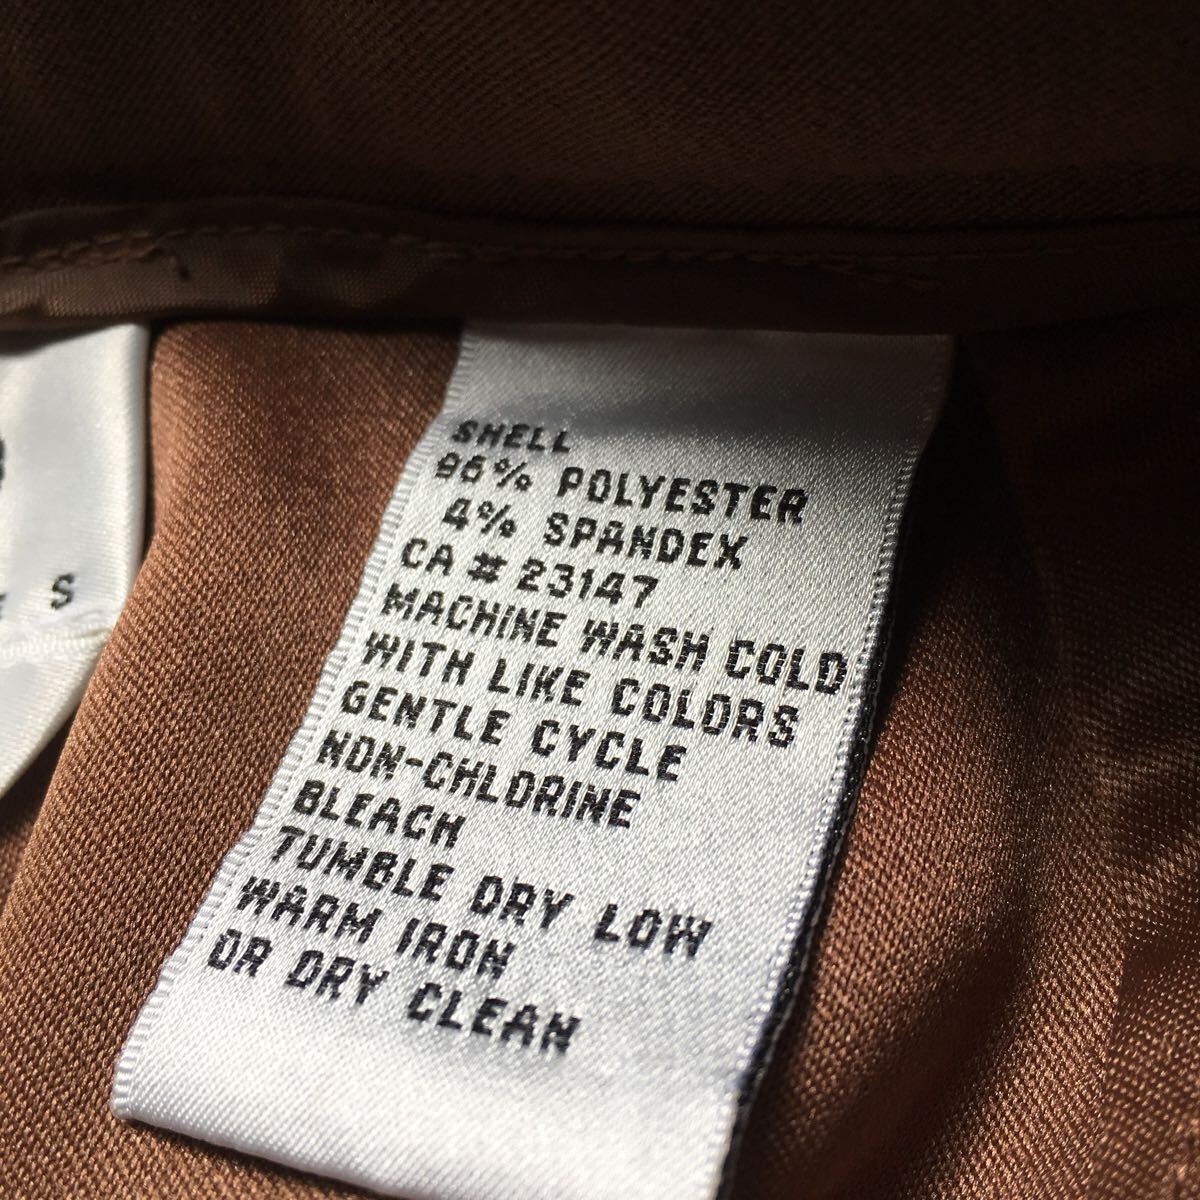 SHELL
96% POLYESTER
4% SPANDEX
CA # 23147
MACHINE WASH COLD
WITH LIKE COLORS
GENTLE CYCLE
NON-CHLORINE
BLEACH
TUMBLE DRY LOW
WARM IRON
OR DRY CLEAN
S